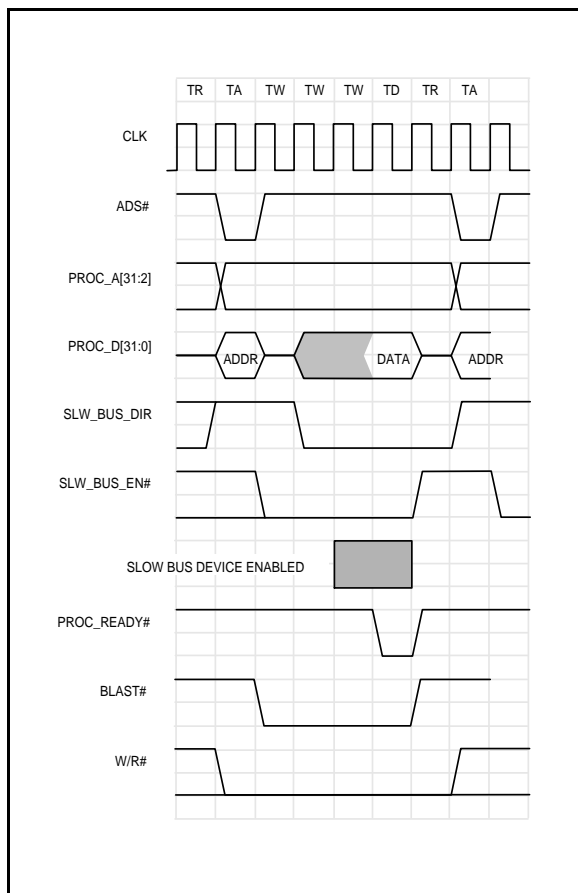 TR TA TW TW TW TD TR TA
CLK
ADS#
PROC_A[31:2]
PROC_D[31:0] ADDR DATA ADDR
SLW_BUS_DIR
SLW_BUS_EN#
SLOW BUS DEVICE ENABLED
PROC_READY#
BLAST#
W/R#